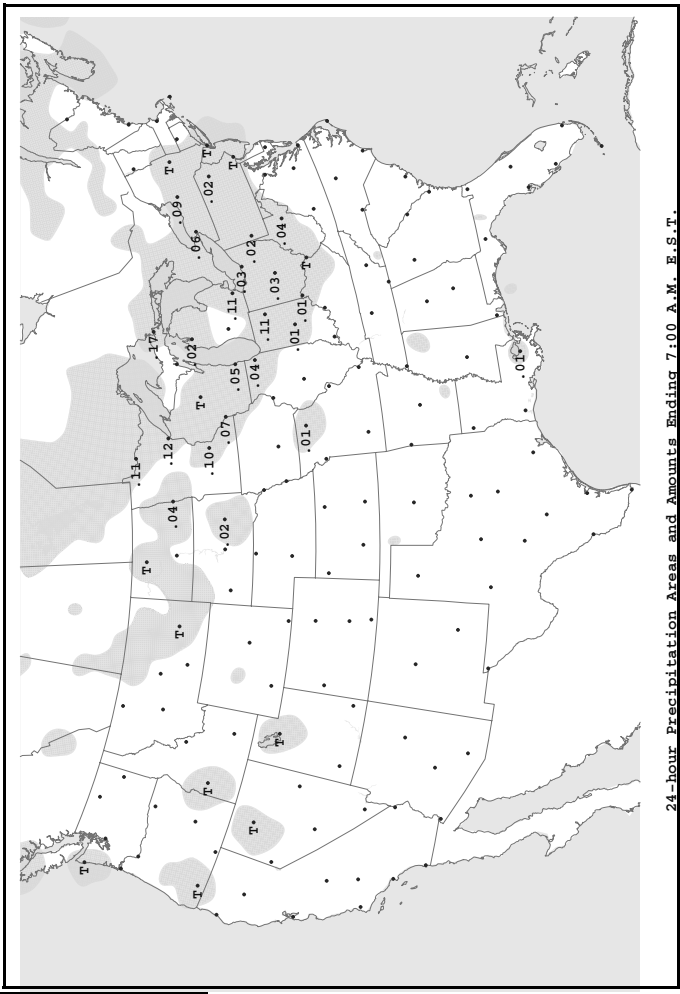 T
.11
T
.17
.12
T
.04
.09
T
.02
.06
T
T
T
.02
T
.10
.02
.07
.11
T
.05
.03
.02
T
.04
.11
.03
T
.04
.01
.01
.01
T
.01
24-hour Precipitation Areas and Amounts Ending 7:00 A.M. E.S.T.